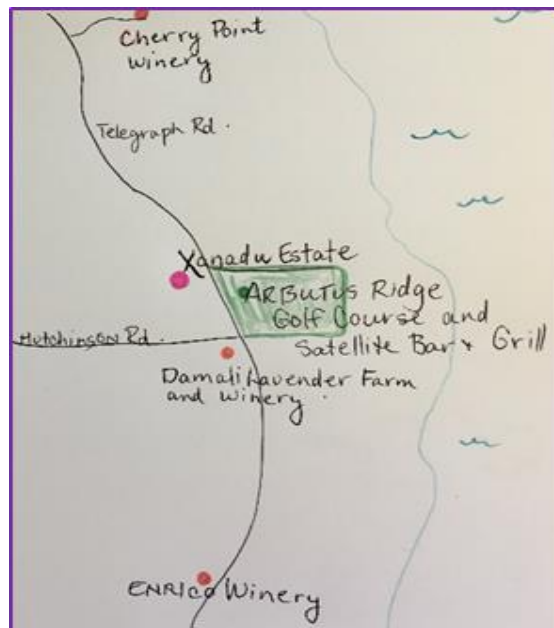 Cherry Point
winery
Telegraph Rd.
Xanadu Estate
ARBUTUS RIDGE
Golf Course and
Satellite Bar + Grill
Hutchinson Rd.
Damali Lavender Farm
and winery.
ENRICO Winery